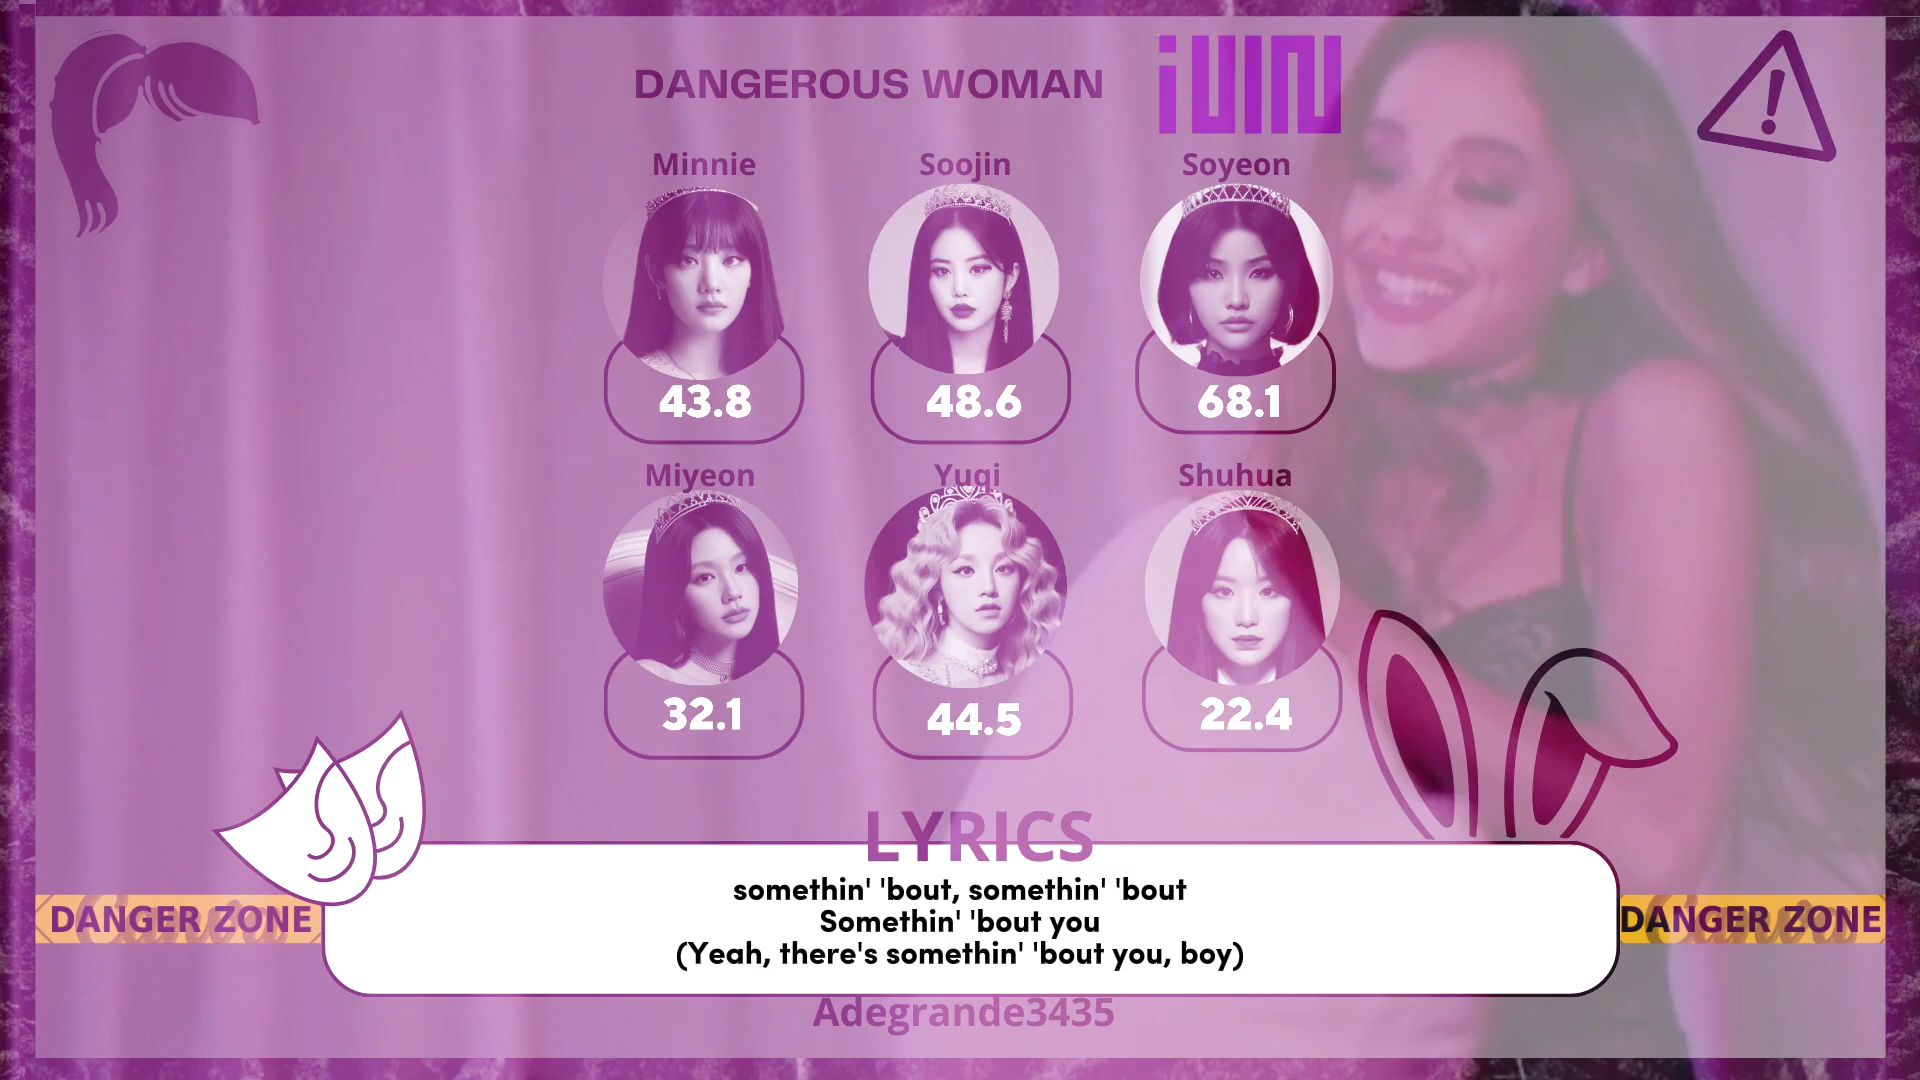 DANGEROUS WOMAN
Minnie
Soojin
Soyeon
43.8
48.6
68.1
Miyeon
Yuqi
Shuhua
32.1
44.5
22.4
LYRICS
somethin' 'bout, somethin' 'bout
Somethin' 'bout you
(Yeah, there's somethin' 'bout you, boy)
DANGER ZONE
DANGER ZONE
Adegrande3435